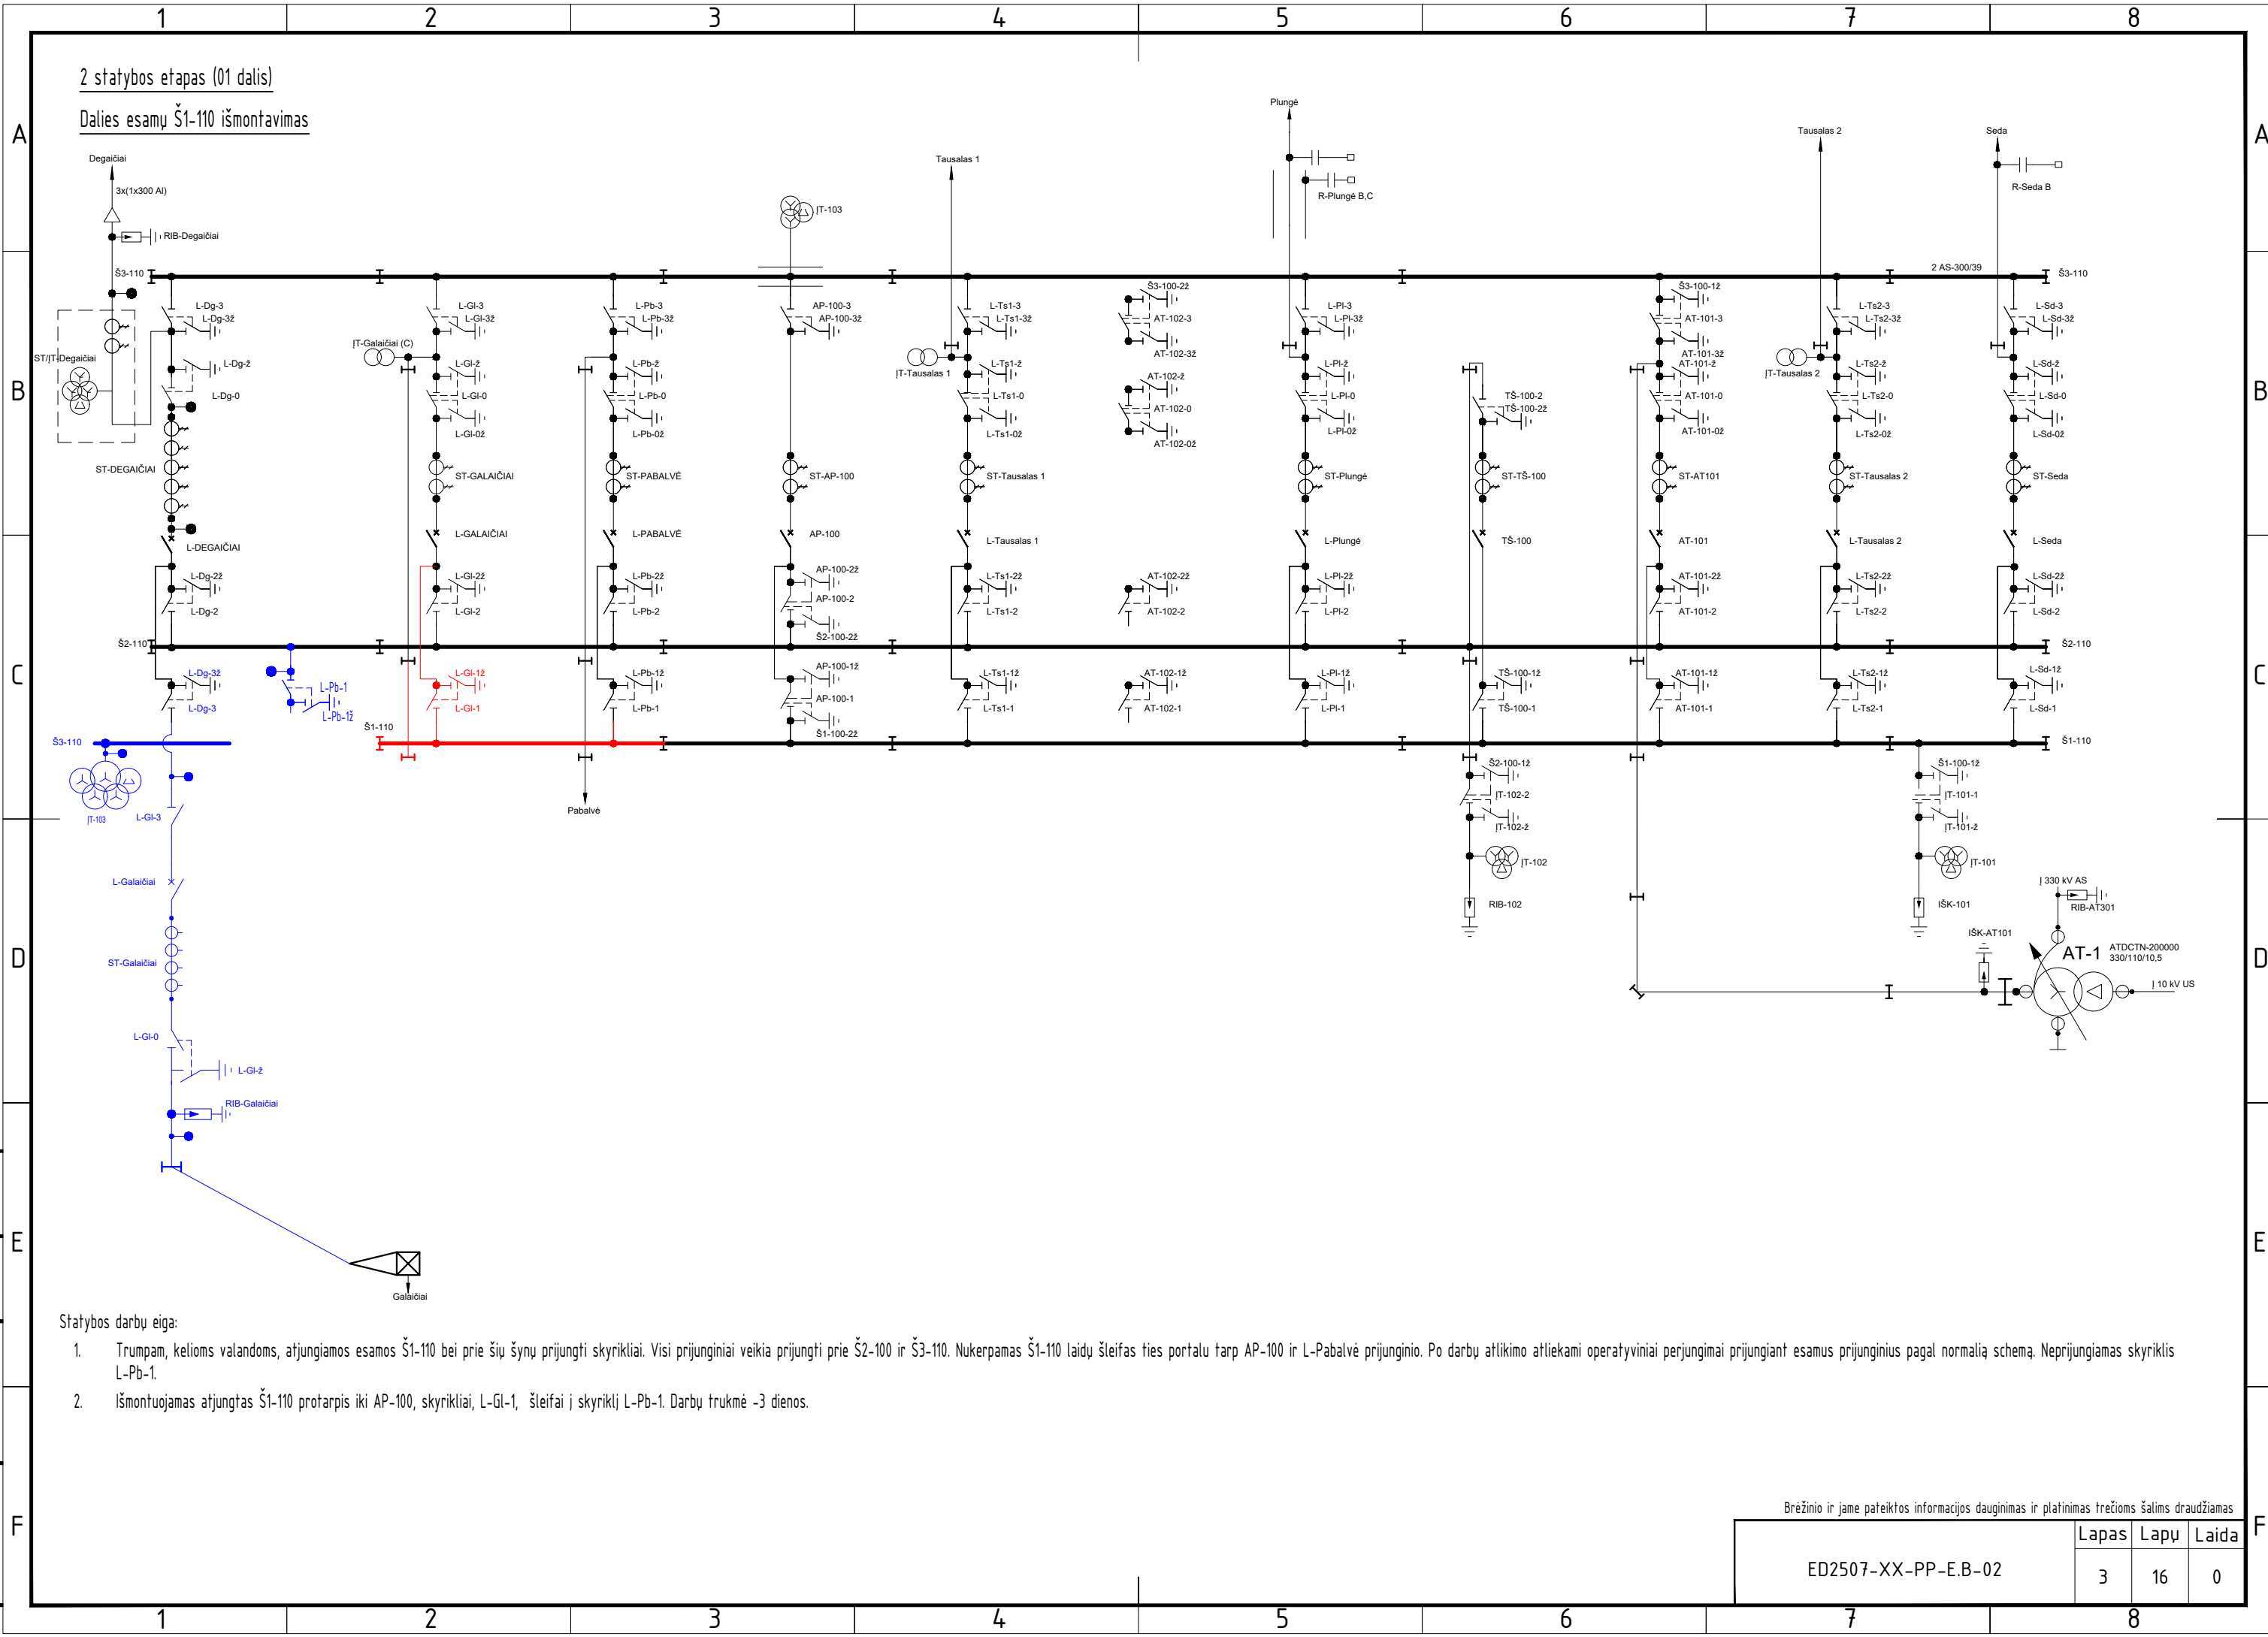 1 2 3 4 5 6 7 8
A A
B B
C C
D D
E E
F F
2 statybos etapas (01 dalis)
Dalies esamų Š1-110 išmontavimas
Degaičiai
3x(1x300 Al)
RIB-Degaičiai
Š3-110
ST/ĮT-Degaičiai
L-Dg-3
L-Dg-3ž
L-Dg-ž
L-Dg-0
ST-DEGAIČIAI
L-DEGAIČIAI
L-Dg-2ž
L-Dg-2
Š2-110
L-Dg-3ž
L-Dg-3
L-Pb-1
L-Pb-1ž
Š3-110
ĮT-103
L-Gl-3
L-Galaičiai
ST-Galaičiai
L-Gl-0
L-Gl-ž
RIB-Galaičiai
Galaičiai
L-Gl-3
L-Gl-3ž
ĮT-Galaičiai (C)
L-Gl-ž
L-Gl-0
L-Gl-0ž
ST-GALAIČIAI
L-GALAIČIAI
L-Gl-2ž
L-Gl-2
L-Gl-1ž
L-Gl-1
Š1-110
L-Pb-3
L-Pb-3ž
L-Pb-ž
L-Pb-0
L-Pb-0ž
ST-PABALVĖ
L-PABALVĖ
L-Pb-2ž
L-Pb-2
L-Pb-1ž
L-Pb-1
Pabalvė
ĮT-103
AP-100-3
AP-100-3ž
ST-AP-100
AP-100
AP-100-2ž
AP-100-2
Š2-100-2ž
AP-100-1ž
AP-100-1
Š1-100-2ž
Tausalas 1
L-Ts1-3
L-Ts1-3ž
ĮT-Tausalas 1
L-Ts1-ž
L-Ts1-0
L-Ts1-0ž
ST-Tausalas 1
L-Tausalas 1
L-Ts1-2ž
L-Ts1-2
L-Ts1-1ž
L-Ts1-1
Š3-100-2ž
AT-102-3
AT-102-3ž
AT-102-ž
AT-102-0
AT-102-0ž
AT-102-2ž
AT-102-2
AT-102-1ž
AT-102-1
Plungė
R-Plungė B,C
L-Pl-3
L-Pl-3ž
L-Pl-ž
L-Pl-0
L-Pl-0ž
ST-Plungė
L-Plungė
L-Pl-2ž
L-Pl-2
L-Pl-1ž
L-Pl-1
TŠ-100-2
TŠ-100-2ž
ST-TŠ-100
TŠ-100
TŠ-100-1ž
TŠ-100-1
Š2-100-1ž
ĮT-102-2
ĮT-102-ž
ĮT-102
RIB-102
Š3-100-1ž
AT-101-3
AT-101-3ž
AT-101-ž
AT-101-0
AT-101-0ž
ST-AT101
AT-101
AT-101-2ž
AT-101-2
AT-101-1ž
AT-101-1
Tausalas 2
L-Ts2-3
L-Ts2-3ž
ĮT-Tausalas 2
L-Ts2-ž
L-Ts2-0
L-Ts2-0ž
ST-Tausalas 2
L-Tausalas 2
L-Ts2-2ž
L-Ts2-2
L-Ts2-1ž
L-Ts2-1
Š1-100-1ž
ĮT-101-1
ĮT-101-ž
ĮT-101
IŠK-101
Seda
R-Seda B
2 AS-300/39
Š3-110
L-Sd-3
L-Sd-3ž
L-Sd-ž
L-Sd-0
L-Sd-0ž
ST-Seda
L-Seda
L-Sd-2ž
L-Sd-2
Š2-110
L-Sd-1ž
L-Sd-1
Š1-110
Į 330 kV AS
RIB-AT301
IŠK-AT101
AT-1
ATDCTN-200000
330/110/10,5
Į 10 kV US
Statybos darbų eiga:
1. Trumpam, kelioms valandoms, atjungiamos esamos Š1-110 bei prie šių šynų prijungti skyrikliai. Visi prijunginiai veikia prijungti prie Š2-100 ir Š3-110. Nukerpamas Š1-110 laidų šleifas ties portalu tarp AP-100 ir L-Pabalvė prijunginio. Po darbų atlikimo atliekami operatyviniai perjungimai prijungiant esamus prijunginius pagal normalią schemą. Neprijungiamas skyriklis
L-Pb-1.
2. Išmontuojamas atjungtas Š1-110 protarpis iki AP-100, skyrikliai, L-Gl-1, šleifai į skyriklį L-Pb-1. Darbų trukmė -3 dienos.
Brėžinio ir jame pateiktos informacijos dauginimas ir platinimas trečioms šalims draudžiamas
Lapas Lapų Laida
ED2507-XX-PP-E.B-02 3 16 0
1 2 3 4 5 6 7 8